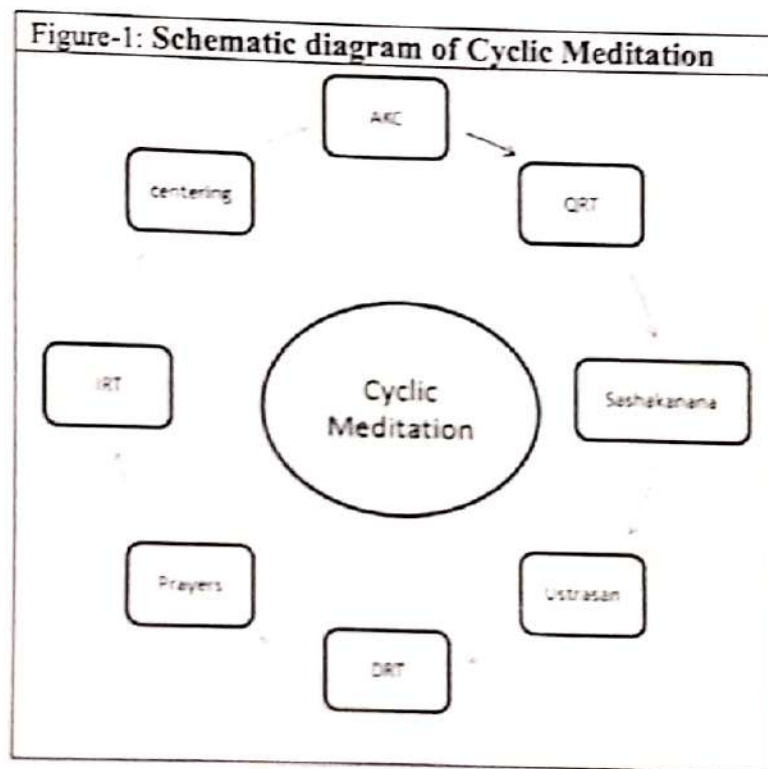 Figure-1: Schematic diagram of Cyclic Meditation
AKC
QRT
Sashakanana
Ustrasan
DRT
Prayers
IRT
centering
Cyclic
Meditation